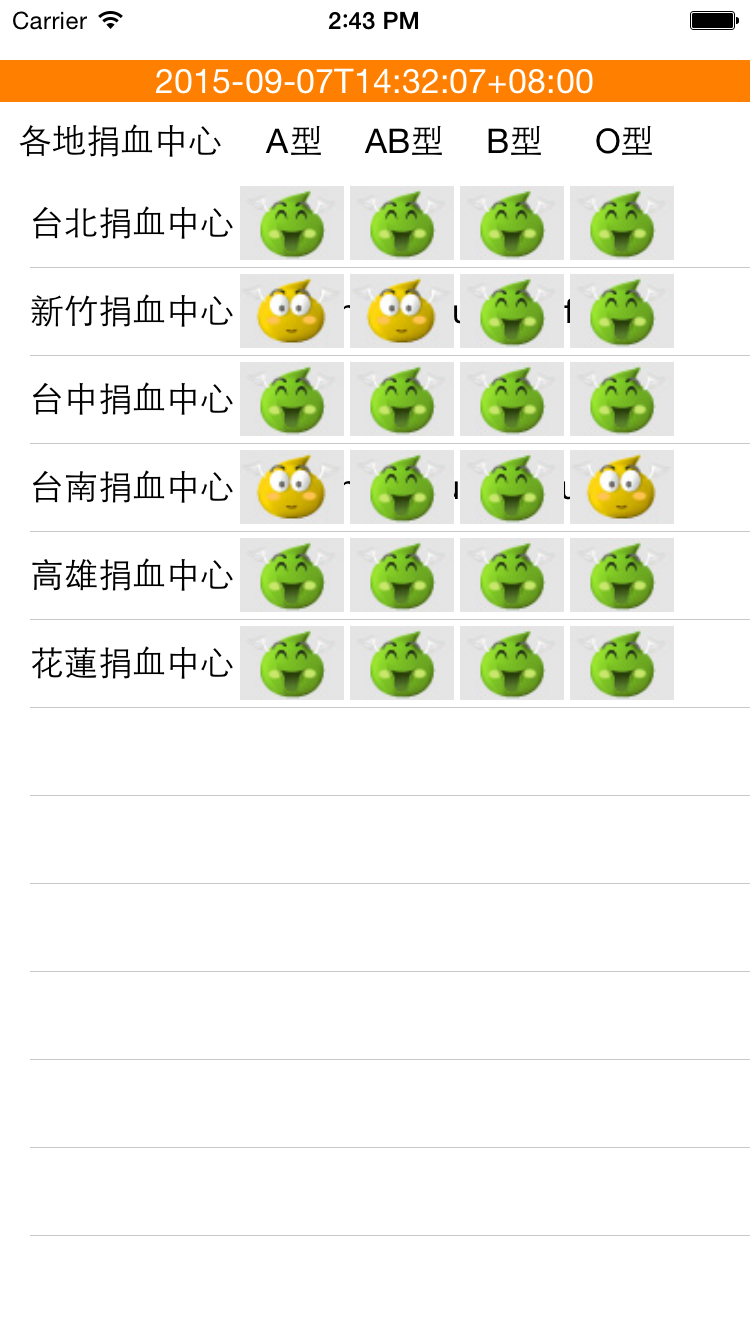 Carrier 2:43 PM
2015-09-07T14:32:07+08:00
各地捐血中心 A型 AB型 B型 O型
台北捐血中心
新竹捐血中心
台中捐血中心
台南捐血中心
高雄捐血中心
花蓮捐血中心